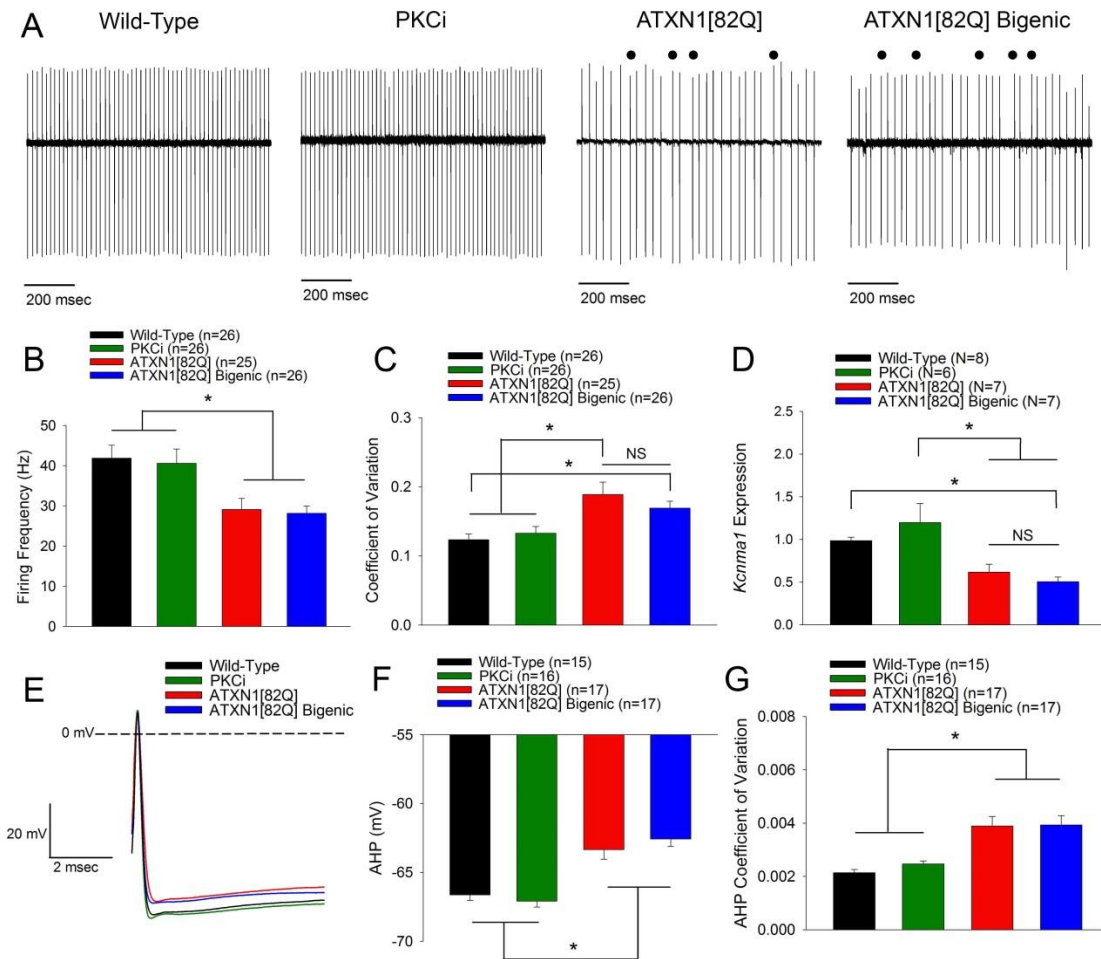 A
Wild-Type
PKCi
ATXN1[82Q]
ATXN1[82Q] Bigenic
200 msec
200 msec
200 msec
200 msec
B
Wild-Type (n=26)
PKCi (n=26)
ATXN1[82Q] (n=25)
ATXN1[82Q] Bigenic (n=26)
*
Firing Frequency (Hz)
50
40
30
20
10
0
C
Wild-Type (n=26)
PKCi (n=26)
ATXN1[82Q] (n=25)
ATXN1[82Q] Bigenic (n=26)
*
*
NS
Coefficient of Variation
0.3
0.2
0.1
0.0
D
Wild-Type (N=8)
PKCi (N=6)
ATXN1[82Q] (N=7)
ATXN1[82Q] Bigenic (N=7)
*
*
NS
Kcnma1 Expression
2.5
2.0
1.5
1.0
0.5
0.0
E
Wild-Type
PKCi
ATXN1[82Q]
ATXN1[82Q] Bigenic
0 mV
20 mV
2 msec
F
Wild-Type (n=15)
PKCi (n=16)
ATXN1[82Q] (n=17)
ATXN1[82Q] Bigenic (n=17)
AHP (mV)
-55
-60
-65
-70
*
G
Wild-Type (n=15)
PKCi (n=16)
ATXN1[82Q] (n=17)
ATXN1[82Q] Bigenic (n=17)
*
AHP Coefficient of Variation
0.008
0.006
0.004
0.002
0.000